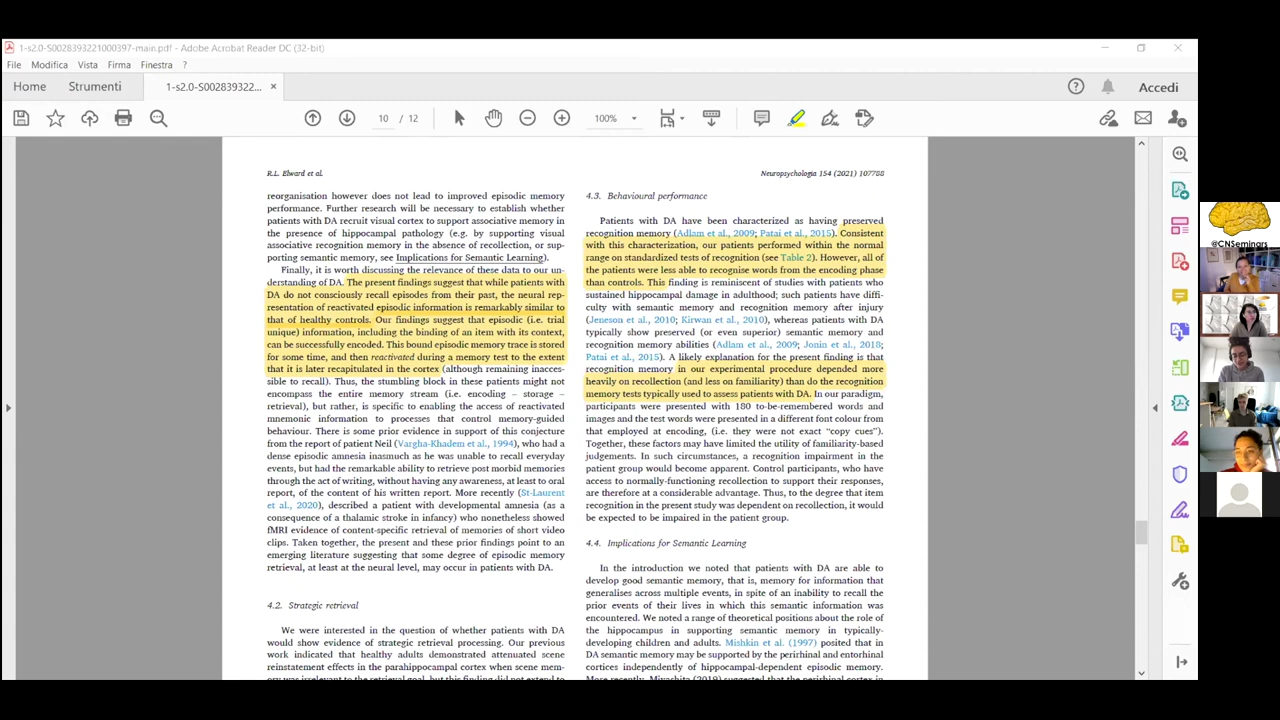 1-s2.0-S0028393221000397-main.pdf - Adobe Acrobat Reader DC (32-bit)
File Modifica Vista Firma Finestra ?
Home Strumenti 1-s2.0-S002839322... × Accedi
10 / 12 100%
R.L. Elward et al.
Neuropsychologia 154 (2021) 107788
reorganisation however does not lead to improved episodic memory
performance. Further research will be necessary to establish whether
patients with DA recruit visual cortex to support associative memory in
the presence of hippocampal pathology (e.g. by supporting visual
associative recognition memory in the absence of recollection, or sup-
porting semantic memory, see Implications for Semantic Learning).
Finally, it is worth discussing the relevance of these data to our un-
derstanding of DA. The present findings suggest that while patients with
DA do not consciously recall episodes from their past, the neural rep-
resentation of reactivated episodic information is remarkably similar to
that of healthy controls. Our findings suggest that episodic (i.e. trial
unique) information, including the binding of an item with its context,
can be successfully encoded. This bound episodic memory trace is stored
for some time, and then reactivated during a memory test to the extent
that it is later recapitulated in the cortex (although remaining inacces-
sible to recall). Thus, the stumbling block in these patients might not
encompass the entire memory stream (i.e. encoding – storage –
retrieval), but rather, is specific to enabling the access of reactivated
mnemonic information to processes that control memory-guided
behaviour. There is some prior evidence in support of this conjecture
from the report of patient Neil (Vargha-Khadem et al., 1994), who had a
dense episodic amnesia inasmuch as he was unable to recall everyday
events, but had the remarkable ability to retrieve post morbid memories
through the act of writing, without having any awareness, at least to oral
report, of the content of his written report. More recently (St-Laurent
et al., 2020), described a patient with developmental amnesia (as a
consequence of a thalamic stroke in infancy) who nonetheless showed
fMRI evidence of content-specific retrieval of memories of short video
clips. Taken together, the present and these prior findings point to an
emerging literature suggesting that some degree of episodic memory
retrieval, at least at the neural level, may occur in patients with DA.
4.2. Strategic retrieval
We were interested in the question of whether patients with DA
would show evidence of strategic retrieval processing. Our previous
work indicated that healthy adults demonstrated attenuated scene
reinstatement effects in the parahippocampal cortex when scene mem-
ory was irrelevant to the retrieval goal, but this finding did not extend to
4.3. Behavioural performance
Patients with DA have been characterized as having preserved
recognition memory (Adlam et al., 2009; Patai et al., 2015). Consistent
with this characterization, our patients performed within the normal
range on standardized tests of recognition (see Table 2). However, all of
the patients were less able to recognise words from the encoding phase
than controls. This finding is reminiscent of studies with patients who
sustained hippocampal damage in adulthood; such patients have diffi-
culty with semantic memory and recognition memory after injury
(Jeneson et al., 2010; Kirwan et al., 2010), whereas patients with DA
typically show preserved (or even superior) semantic memory and
recognition memory abilities (Adlam et al., 2009; Jonin et al., 2018;
Patai et al., 2015). A likely explanation for the present finding is that
recognition memory in our experimental procedure depended more
heavily on recollection (and less on familiarity) than do the recognition
memory tests typically used to assess patients with DA. In our paradigm,
participants were presented with 180 to-be-remembered words and
images and the test words were presented in a different font colour from
that employed at encoding, (i.e. they were not exact “copy cues”).
Together, these factors may have limited the utility of familiarity-based
judgements. In such circumstances, a recognition impairment in the
patient group would become apparent. Control participants, who have
access to normally-functioning recollection to support their responses,
are therefore at a considerable advantage. Thus, to the degree that item
recognition in the present study was dependent on recollection, it would
be expected to be impaired in the patient group.
4.4. Implications for Semantic Learning
In the introduction we noted that patients with DA are able to
develop good semantic memory, that is, memory for information that
generalises across multiple events, in spite of an inability to recall the
prior events of their lives in which this semantic information was
encountered. We noted a range of theoretical positions about the role of
the hippocampus in supporting semantic memory in typically-
developing children and adults. Mishkin et al. (1997) posited that in
DA semantic memory may be supported by the perirhinal and entorhinal
cortices independently of hippocampal-dependent episodic memory.
More recently, Miyashita (2019) suggested that the perirhinal cortex in
@CNSeminars